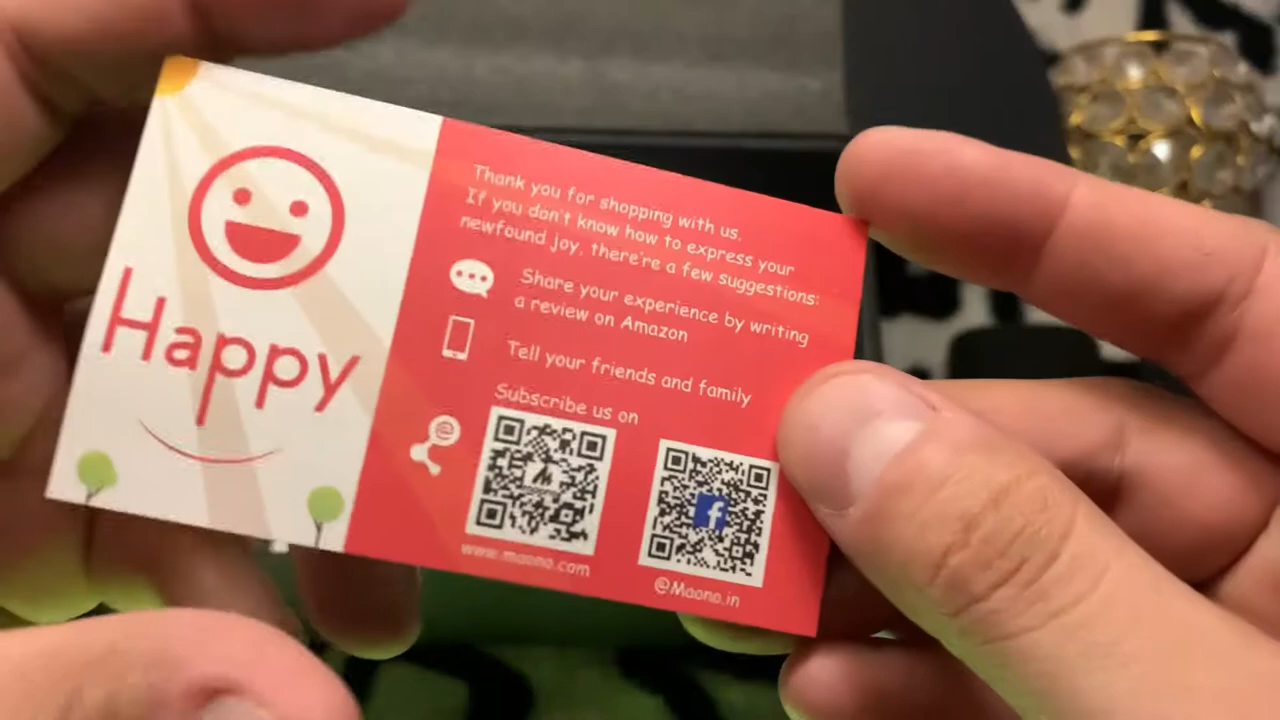 Happy
Thank you for shopping with us.
If you don't know how to express your
newfound joy, there're a few suggestions:
Share your experience by writing
a review on Amazon
Tell your friends and family
Subscribe us on
@
f
www.maono.com
@Maono.in